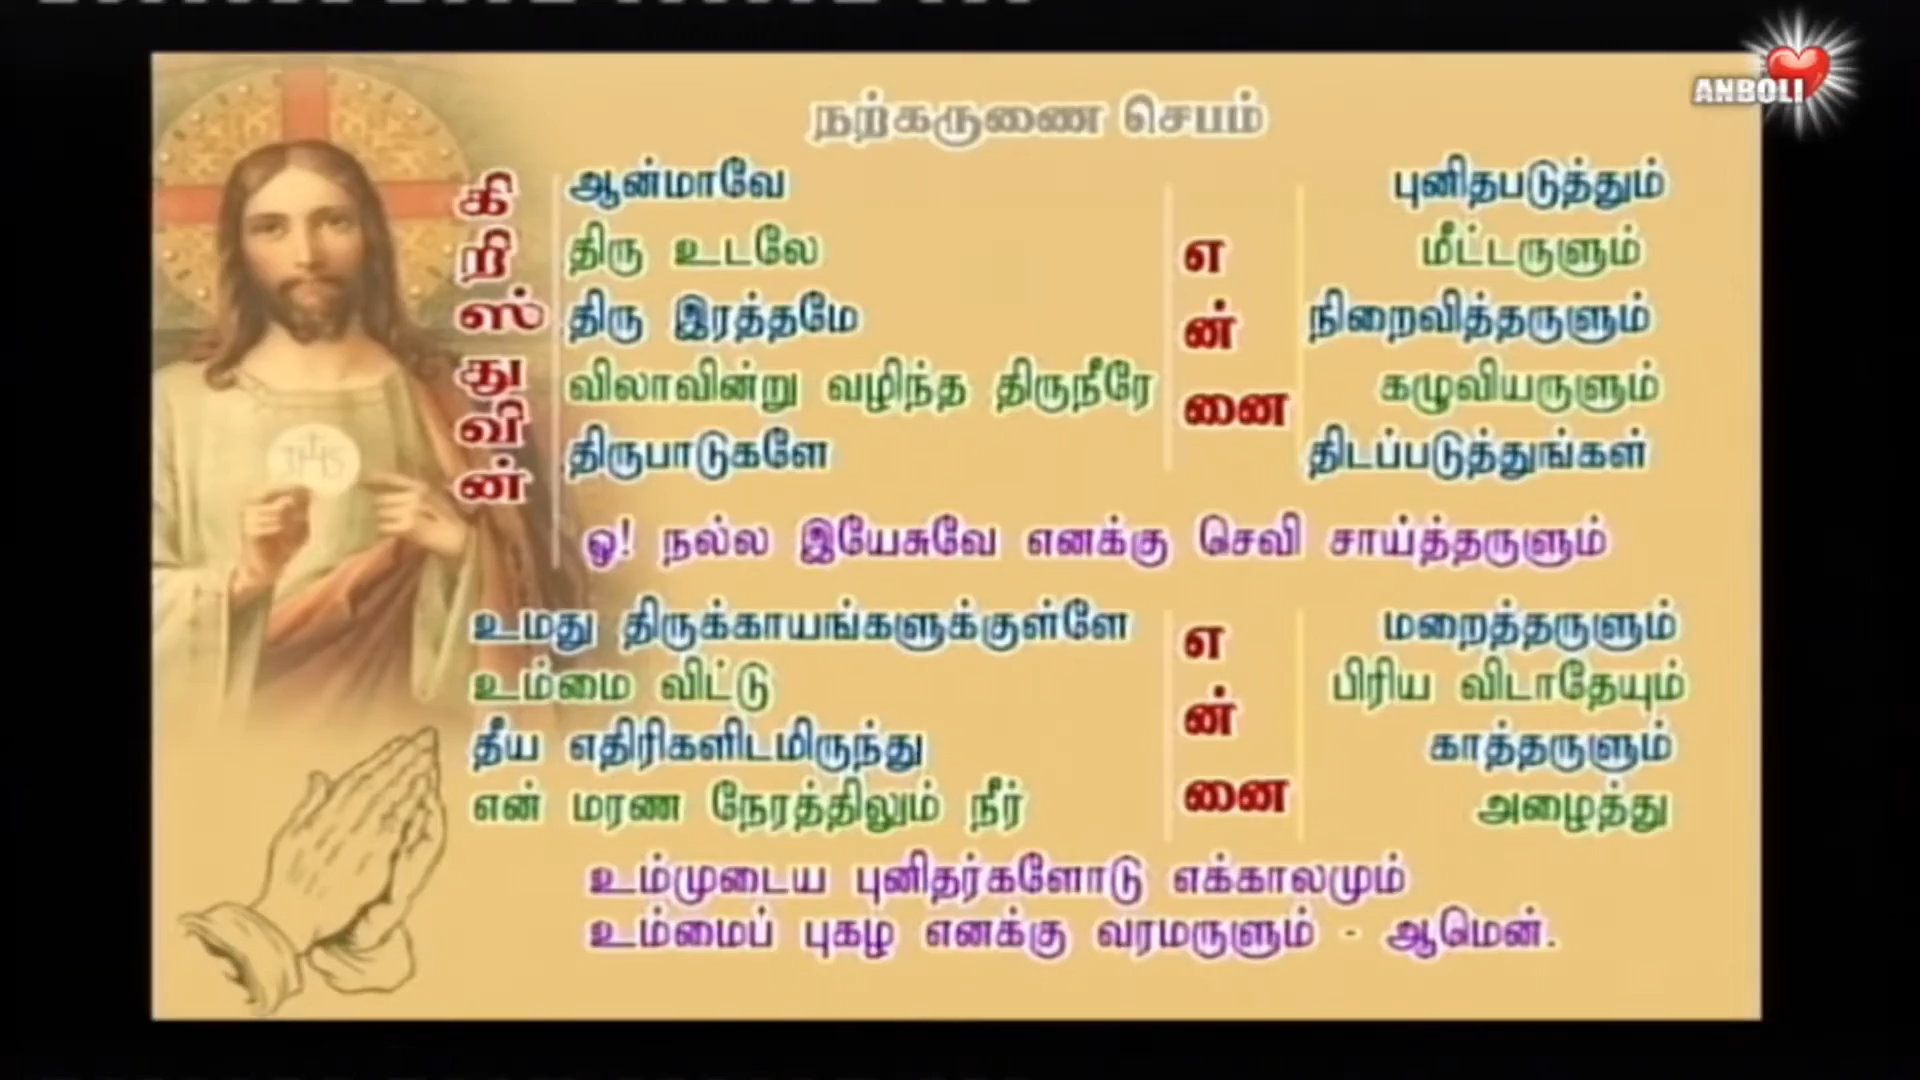 ANBOLI
நற்கருணை செபம்
கிறிஸ்துவின்
ஆன்மாவே
திரு உடலே
திரு இரத்தமே
விலாவின்று வழிந்த திருநீரே
திருபாடுகளே
என்னை
புனிதபடுத்தும்
மீட்டருளும்
நிறைவித்தருளும்
கழுவியருளும்
திடப்படுத்துங்கள்
ஓ! நல்ல இயேசுவே எனக்கு செவி சாய்த்தருளும்
உமது திருக்காயங்களுக்குள்ளே
உம்மை விட்டு
தீய எதிரிகளிடமிருந்து
என் மரண நேரத்திலும் நீர்
என்னை
மறைத்தருளும்
பிரிய விடாதேயும்
காத்தருளும்
அழைத்து
உம்முடைய புனிதர்களோடு எக்காலமும்
உம்மைப் புகழ எனக்கு வரமருளும் - ஆமென்.